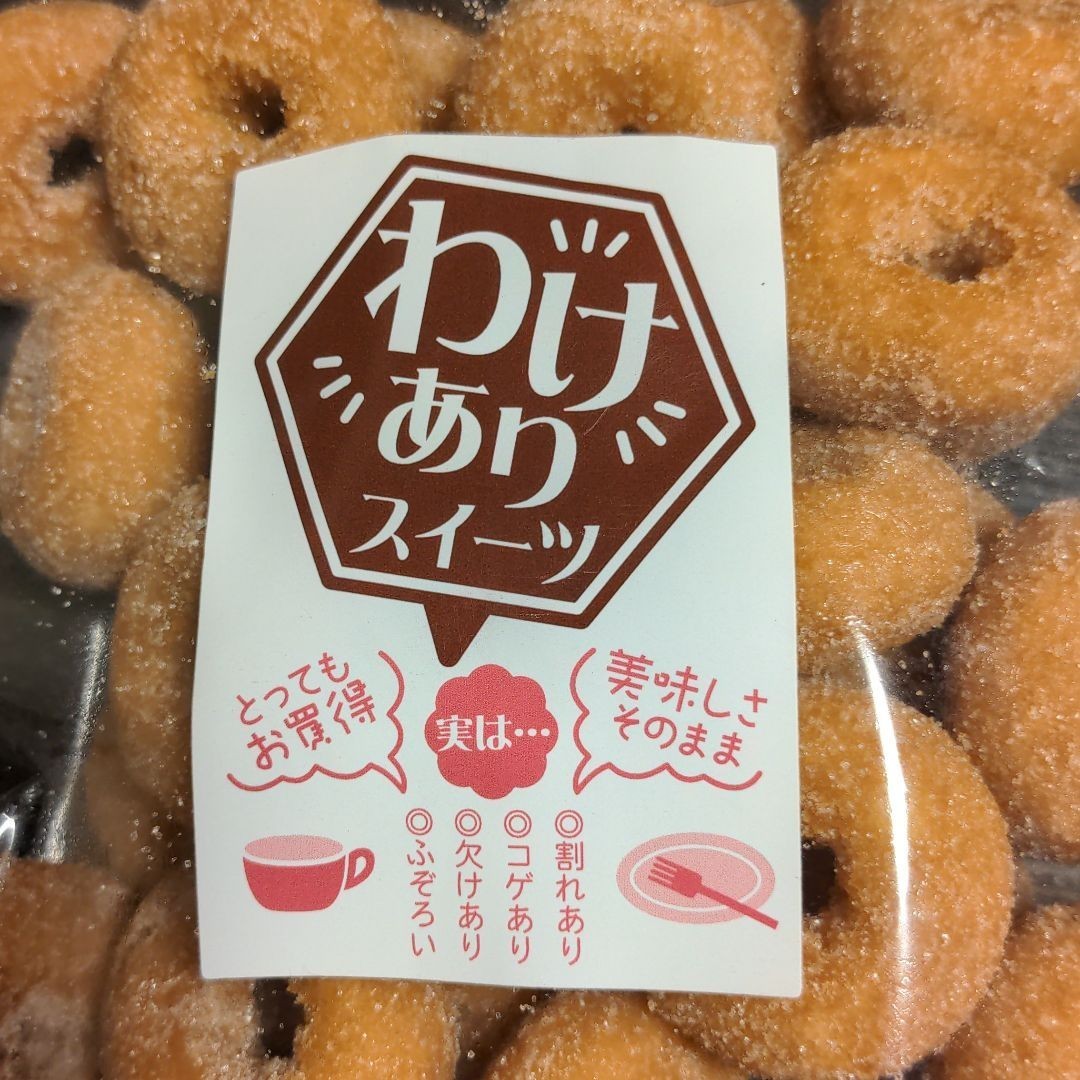 わけ
あり
スイーツ
とっても
お買得
実は…
美味しさ
そのまま
◎割れあり
◎コゲあり
◎欠けあり
◎ふぞろい